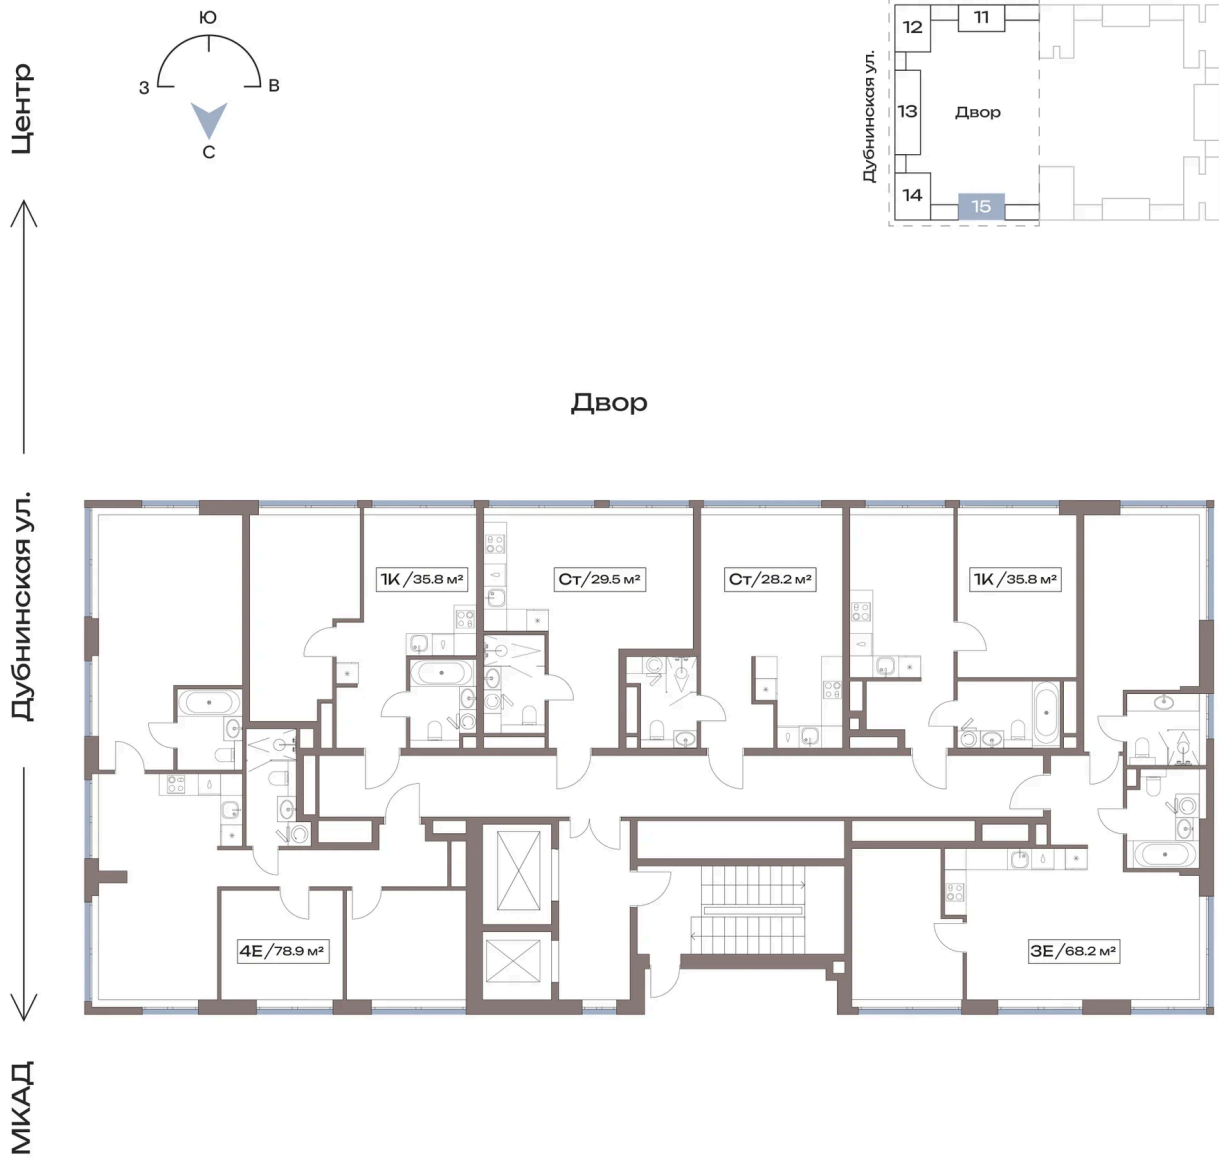 Ю
З
В
С
12
11
13
Двор
14
15
Дубнинская ул.
Центр
Дубнинская ул.
МКАД
Двор
1К / 35.8 м²
Ст / 29.5 м²
Ст / 28.2 м²
1К / 35.8 м²
4Е / 78.9 м²
3Е / 68.2 м²